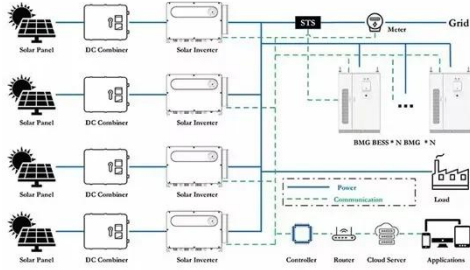 STS
Meter
Grid
Solar Panel
DC Combiner
Solar Inverter
Solar Panel
DC Combiner
Solar Inverter
BMG BESS * N BMG * N
Solar Panel
DC Combiner
Solar Inverter
Power
Communication
Load
Solar Panel
DC Combiner
Solar Inverter
Controller
Router
Cloud Server
Applications